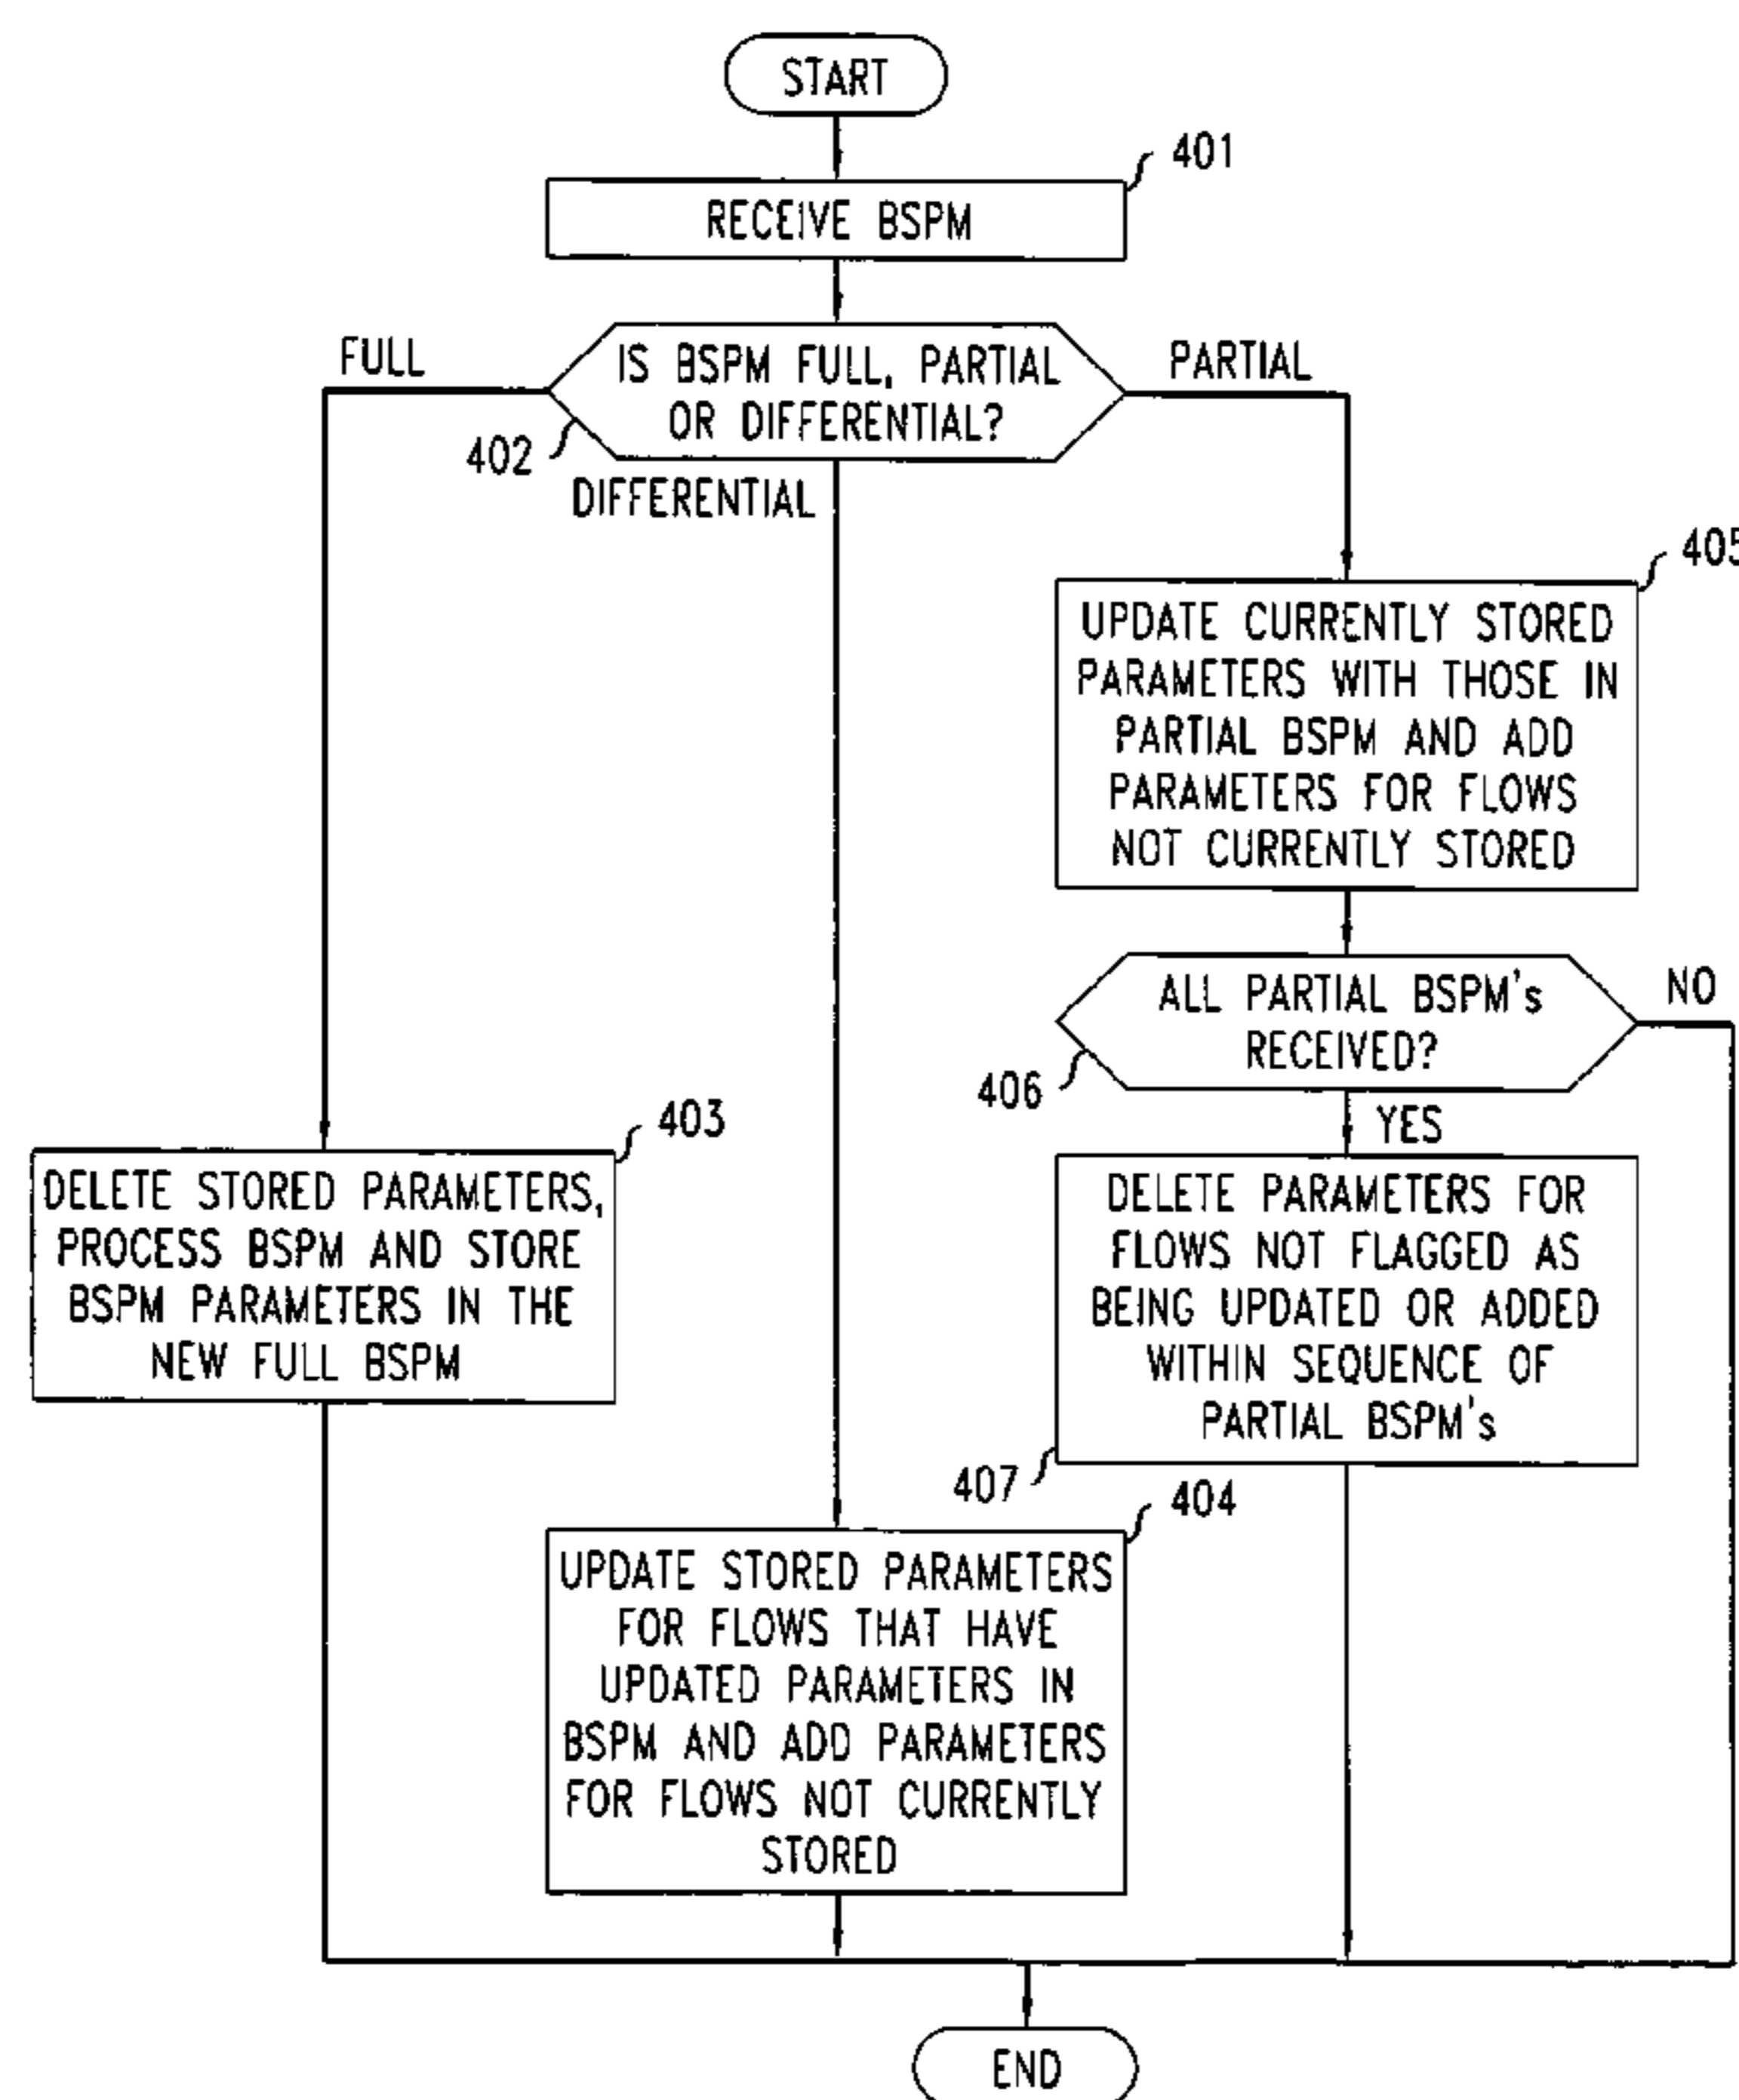 START
401
RECEIVE BSPM
FULL
IS BSPM FULL, PARTIAL
OR DIFFERENTIAL?
PARTIAL
402
DIFFERENTIAL
405
UPDATE CURRENTLY STORED
PARAMETERS WITH THOSE IN
PARTIAL BSPM AND ADD
PARAMETERS FOR FLOWS
NOT CURRENTLY STORED
ALL PARTIAL BSPM's
RECEIVED?
NO
406
YES
403
DELETE STORED PARAMETERS,
PROCESS BSPM AND STORE
BSPM PARAMETERS IN THE
NEW FULL BSPM
DELETE PARAMETERS FOR
FLOWS NOT FLAGGED AS
BEING UPDATED OR ADDED
WITHIN SEQUENCE OF
PARTIAL BSPM's
407
404
UPDATE STORED PARAMETERS
FOR FLOWS THAT HAVE
UPDATED PARAMETERS IN
BSPM AND ADD PARAMETERS
FOR FLOWS NOT CURRENTLY
STORED
END